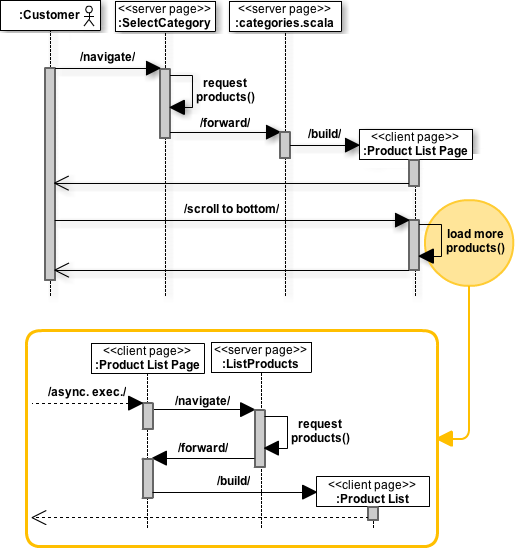 :Customer
<<server page>>
:SelectCategory
<<server page>>
:categories.scala
/navigate/
request
products()
/forward/
/build/
<<client page>>
:Product List Page
/scroll to bottom/
load more
products()
<<client page>>
:Product List Page
<<server page>>
:ListProducts
/async. exec./
/navigate/
request
products()
/forward/
/build/
<<client page>>
:Product List